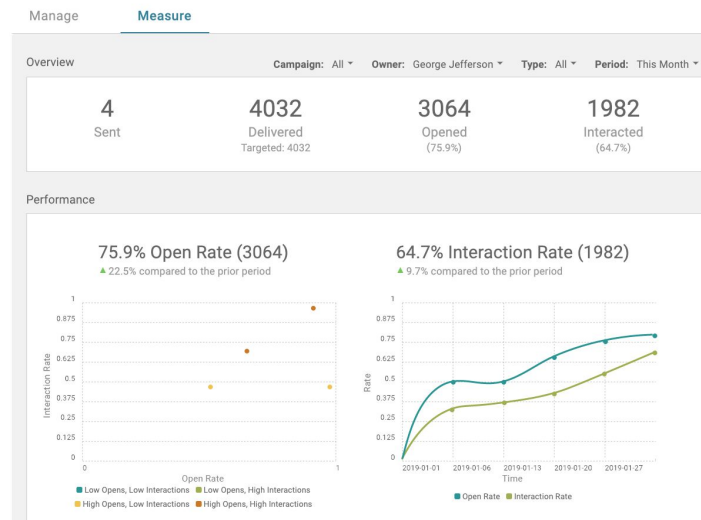 Manage Measure
Overview Campaign: All Owner: George Jefferson Type: All Period: This Month
4 4032 3064 1982
Sent Delivered Opened Interacted
Targeted: 4032 (75.9%) (64.7%)
Performance
75.9% Open Rate (3064) 64.7% Interaction Rate (1982)
22.5% compared to the prior period 9.7% compared to the prior period
1 1
0.875 0.875
0.75 0.75
0.625 0.625
0.5 0.5
0.375 0.375
0.25 0.25
0.125 0.125
0 0
Interaction Rate Rate
0 1 2019-01-01 2019-01-06 2019-01-13 2019-01-20 2019-01-27
Open Rate Time
Low Opens, Low Interactions Low Opens, High Interactions Open Rate Interaction Rate
High Opens, Low Interactions High Opens, High Interactions